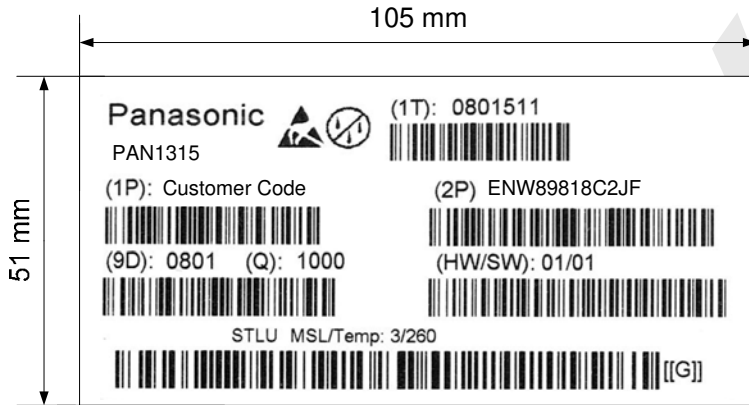 105 mm
51 mm
Panasonic
(1T): 0801511
PAN1315
(1P): Customer Code
(2P) ENW89818C2JF
(9D): 0801 (Q): 1000
(HW/SW): 01/01
STLU MSL/Temp: 3/260
[[G]]